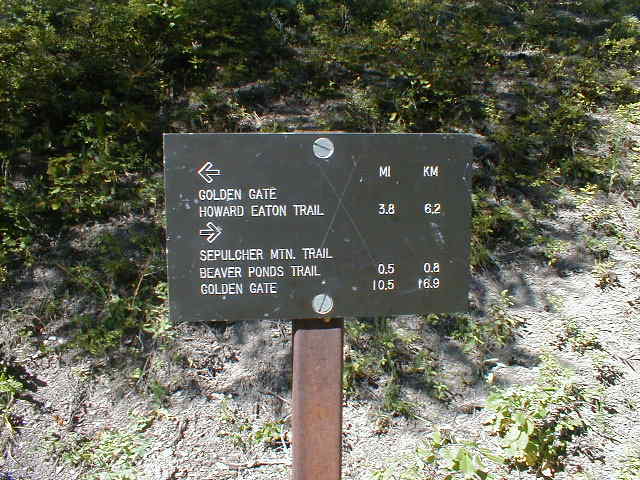 MI KM
GOLDEN GATE
HOWARD EATON TRAIL 3.8 6.2
SEPULCHER MTN. TRAIL
BEAVER PONDS TRAIL 0.5 0.8
GOLDEN GATE 10.5 16.9